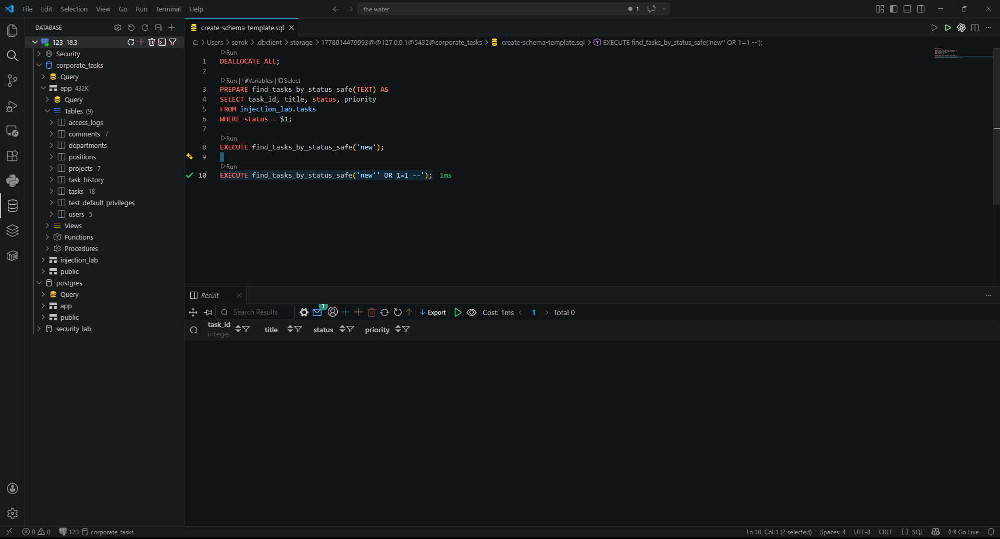 File Edit Selection View Go Run Terminal Help
the water
1
DATABASE
123 18.3
Security
corporate_tasks
Query
app 432K
Query
Tables (9)
access_logs
comments 7
departments
positions
projects 7
task_history
tasks 18
test_default_privileges
users 5
Views
Functions
Procedures
injection_lab
public
postgres
Query
app
public
security_lab
create-schema-template.sql
C: > Users > sorok > .dbclient > storage > 1778014479993@@127.0.0.1@5432@corporate_tasks > create-schema-template.sql > EXECUTE find_tasks_by_status_safe('new'' OR 1=1 --');
Run
1 DEALLOCATE ALL;
2
Run | Variables | Select
3 PREPARE find_tasks_by_status_safe(TEXT) AS
4 SELECT task_id, title, status, priority
5 FROM injection_lab.tasks
6 WHERE status = $1;
7
Run
8 EXECUTE find_tasks_by_status_safe('new');
9
Run
10 EXECUTE find_tasks_by_status_safe('new'' OR 1=1 --'); 1ms
Result
Search Results
1
Export
Cost: 1ms < 1 > Total 0
task_id
integer
title
status
priority
0 0
123
corporate_tasks
Ln 10, Col 1 (2 selected)
Spaces: 4
UTF-8
CRLF
{ } SQL
Go Live